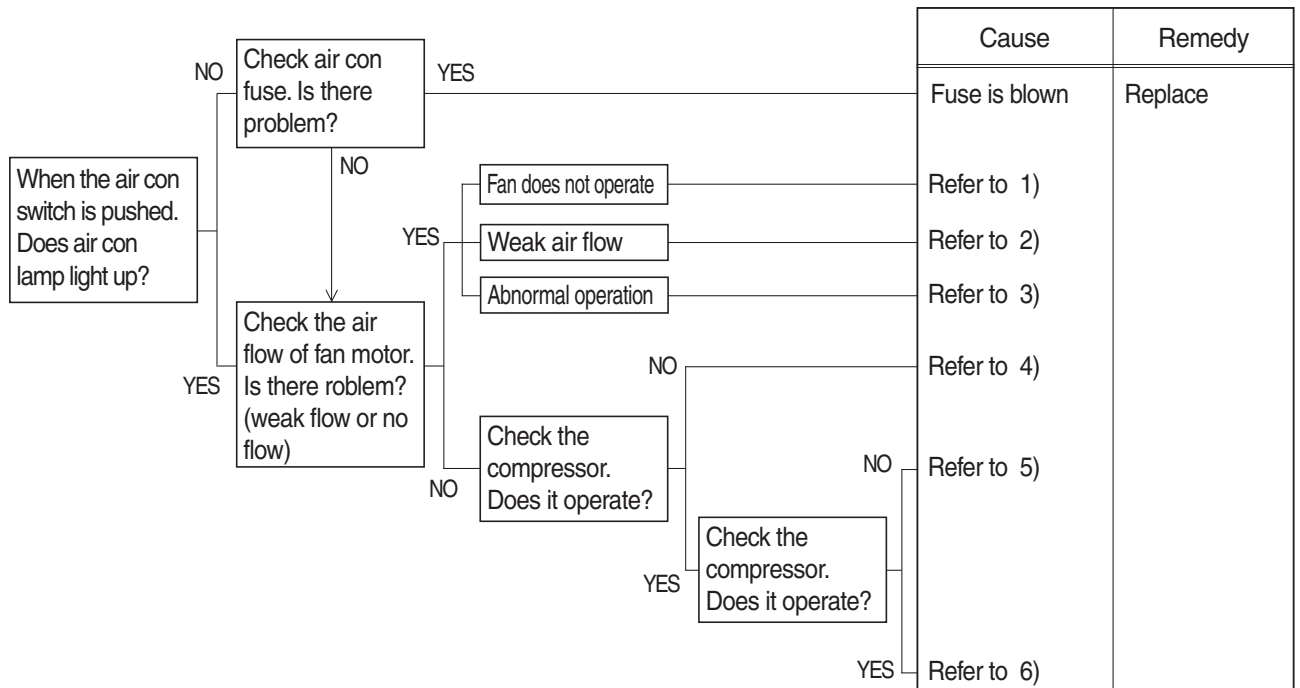 Cause
Remedy
NO
Check air con
fuse. Is there
problem?
YES
Fuse is blown
Replace
NO
When the air con
switch is pushed.
Does air con
lamp light up?
Fan does not operate
Refer to 1)
YES
Weak air flow
Refer to 2)
Abnormal operation
Refer to 3)
YES
Check the air
flow of fan motor.
Is there roblem?
(weak flow or no
flow)
NO
Refer to 4)
NO
Check the
compressor.
Does it operate?
NO
Refer to 5)
YES
Check the
compressor.
Does it operate?
YES
Refer to 6)